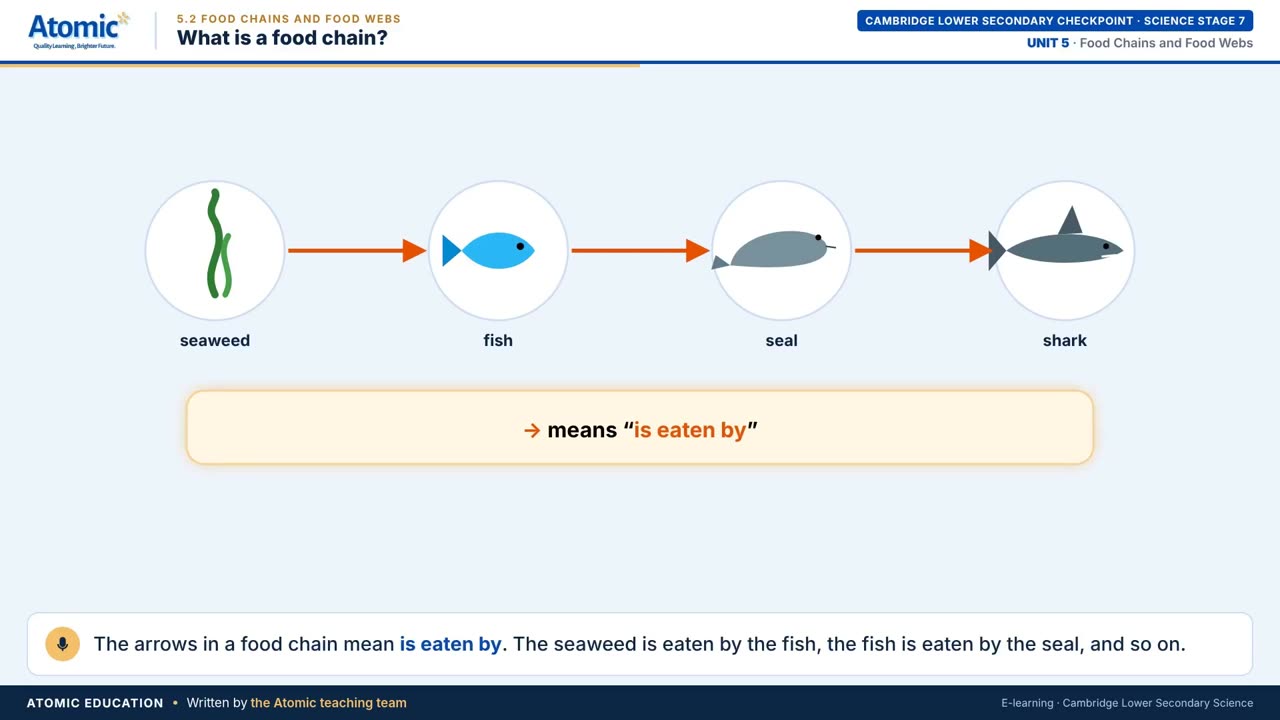 Atomic
Quality Learning, Brighter Future.
5.2 FOOD CHAINS AND FOOD WEBS
What is a food chain?
CAMBRIDGE LOWER SECONDARY CHECKPOINT · SCIENCE STAGE 7
UNIT 5 · Food Chains and Food Webs
seaweed
fish
seal
shark
→ means “is eaten by”
The arrows in a food chain mean is eaten by. The seaweed is eaten by the fish, the fish is eaten by the seal, and so on.
ATOMIC EDUCATION • Written by the Atomic teaching team
E-learning · Cambridge Lower Secondary Science